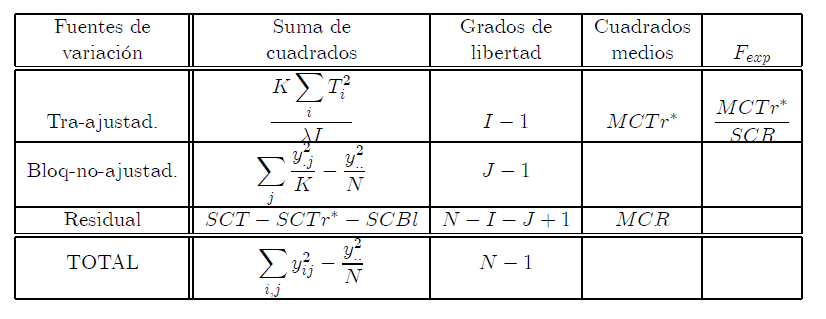 Fuentes de variación | Suma de cuadrados | Grados de libertad | Cuadrados medios | F_{exp}
Tra-ajustad. | \frac{K \sum_{i} T_i^2}{\lambda I} | I − 1 | MCTr* | \frac{MCTr*}{SCR}
Bloq-no-ajustad. | \sum_{j} \frac{y_{.j}^2}{K} − \frac{y_{..}^2}{N} | J − 1
Residual | SCT − SCTr* − SCBl | N − I − J + 1 | MCR
TOTAL | \sum_{i,j} y_{ij}^2 − \frac{y_{..}^2}{N} | N − 1